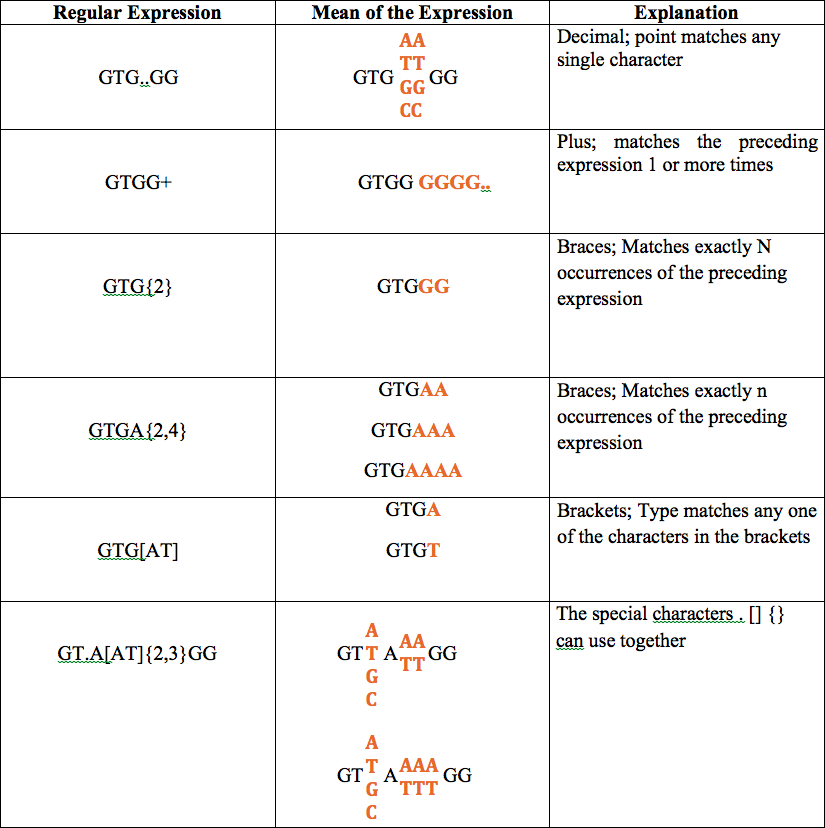 Regular Expression Mean of the Expression Explanation
GTG..GG
AA
TT
GTG GG
GG
CC
Decimal; point matches any
single character
GTGG+
GTGG GGGG..
Plus; matches the preceding
expression 1 or more times
GTG{2}
GTGGG
Braces; Matches exactly N
occurrences of the preceding
expression
GTGA{2,4}
GTGAA
GTGAAA
GTGAAAA
Braces; Matches exactly n
occurrences of the preceding
expression
GTG[AT]
GTGA
GTGT
Brackets; Type matches any one
of the characters in the brackets
GT.A[AT]{2,3}GG
A
AA
GT T A GG
TT
G
C
A
T AAA
GT A GG
G TTT
C
The special characters . [] {}
can use together